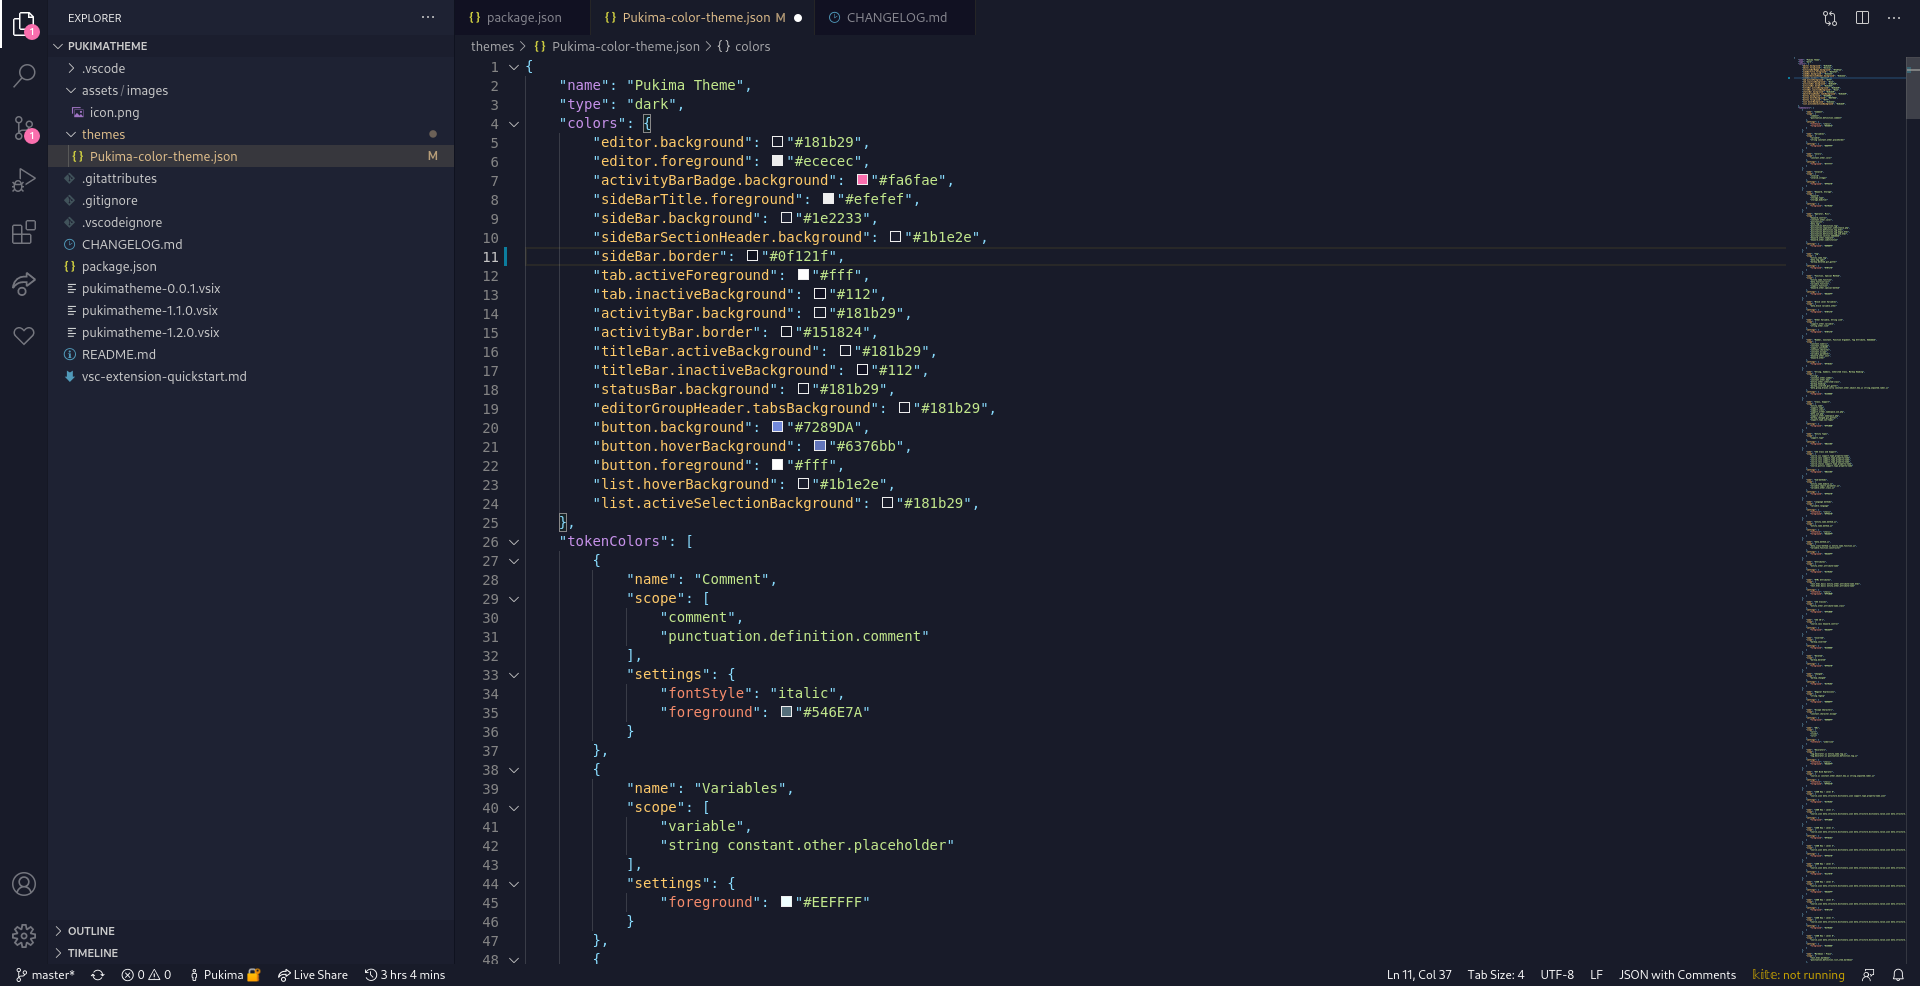 EXPLORER
PUKIMATHEME
.vscode
assets / images
icon.png
themes
Pukima-color-theme.json M
.gitattributes
.gitignore
.vscodeignore
CHANGELOG.md
package.json
pukimatheme-0.0.1.vsix
pukimatheme-1.1.0.vsix
pukimatheme-1.2.0.vsix
README.md
vsc-extension-quickstart.md
OUTLINE
TIMELINE
1
1
package.json
Pukima-color-theme.json M
CHANGELOG.md
themes > {} Pukima-color-theme.json > {} colors
1 {
2 "name": "Pukima Theme",
3 "type": "dark",
4 "colors": {
5 "editor.background": "#181b29",
6 "editor.foreground": "#ececec",
7 "activityBarBadge.background": "#fa6fae",
8 "sideBarTitle.foreground": "#efefef",
9 "sideBar.background": "#1e2233",
10 "sideBarSectionHeader.background": "#1b1e2e",
11 "sideBar.border": "#0f121f",
12 "tab.activeForeground": "#fff",
13 "tab.inactiveBackground": "#112",
14 "activityBar.background": "#181b29",
15 "activityBar.border": "#151824",
16 "titleBar.activeBackground": "#181b29",
17 "titleBar.inactiveBackground": "#112",
18 "statusBar.background": "#181b29",
19 "editorGroupHeader.tabsBackground": "#181b29",
20 "button.background": "#7289DA",
21 "button.hoverBackground": "#6376bb",
22 "button.foreground": "#fff",
23 "list.hoverBackground": "#1b1e2e",
24 "list.activeSelectionBackground": "#181b29",
25 },
26 "tokenColors": [
27 {
28 "name": "Comment",
29 "scope": [
30 "comment",
31 "punctuation.definition.comment"
32 ],
33 "settings": {
34 "fontStyle": "italic",
35 "foreground": "#546E7A"
36 }
37 },
38 {
39 "name": "Variables",
40 "scope": [
41 "variable",
42 "string constant.other.placeholder"
43 ],
44 "settings": {
45 "foreground": "#EEFFFF"
46 }
47 },
48 {
master* 0 0 Pukima Live Share 3 hrs 4 mins Ln 11, Col 37 Tab Size: 4 UTF-8 LF JSON with Comments kite: not running